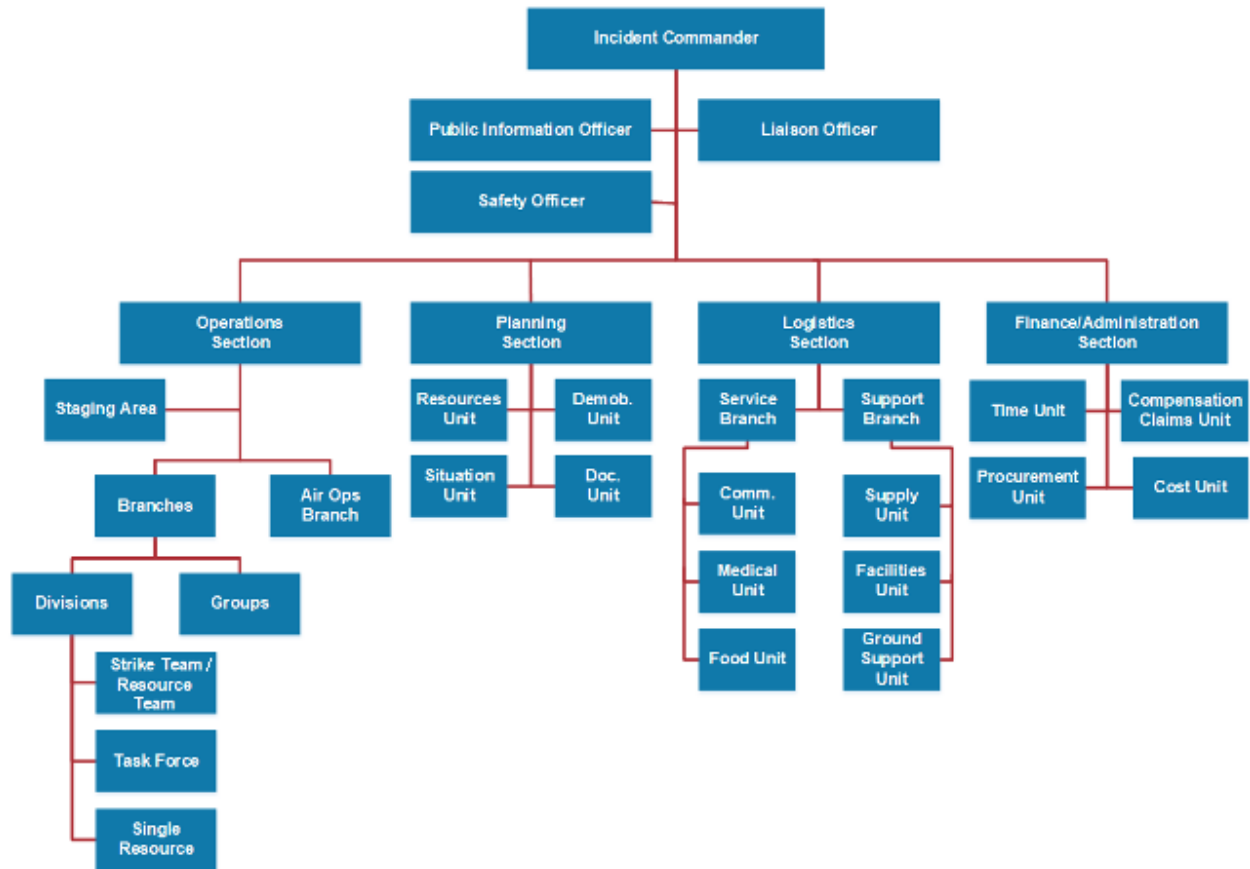 Incident Commander
Public Information Officer
Liaison Officer
Safety Officer
Operations
Section
Planning
Section
Logistics
Section
Finance/Administration
Section
Staging Area
Resources
Unit
Demob.
Unit
Service
Branch
Support
Branch
Time Unit
Compensation
Claims Unit
Situation
Unit
Doc.
Unit
Procurement
Unit
Cost Unit
Branches
Air Ops
Branch
Comm.
Unit
Supply
Unit
Divisions
Groups
Medical
Unit
Facilities
Unit
Strike Team /
Resource
Team
Food Unit
Ground
Support
Unit
Task Force
Single
Resource